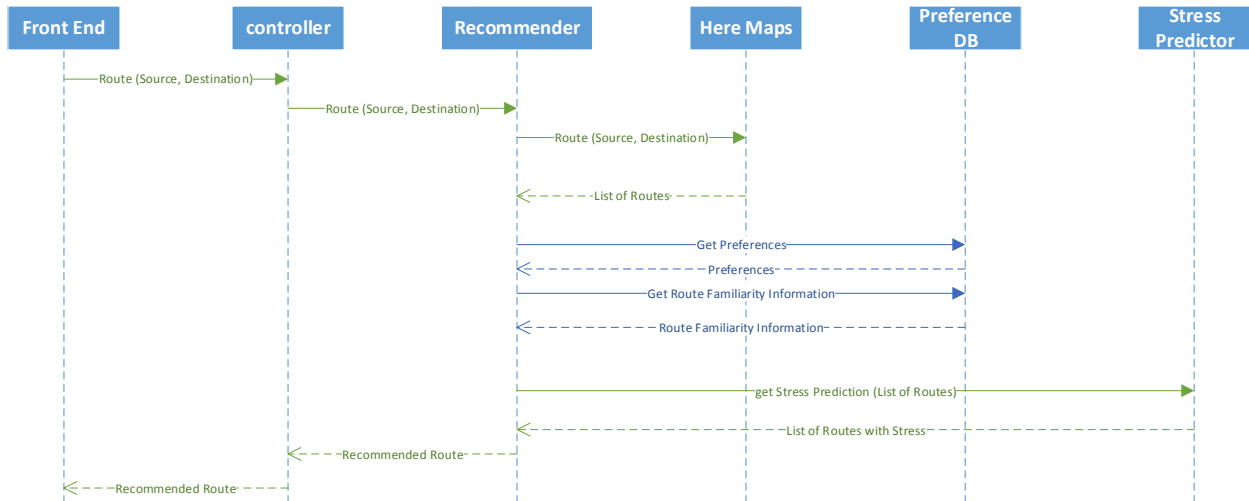 Front End
controller
Recommender
Here Maps
Preference
DB
Stress
Predictor
Route (Source, Destination)
Route (Source, Destination)
Route (Source, Destination)
List of Routes
Get Preferences
Preferences
Get Route Familiarity Information
Route Familiarity Information
get Stress Prediction (List of Routes)
List of Routes with Stress
Recommended Route
Recommended Route